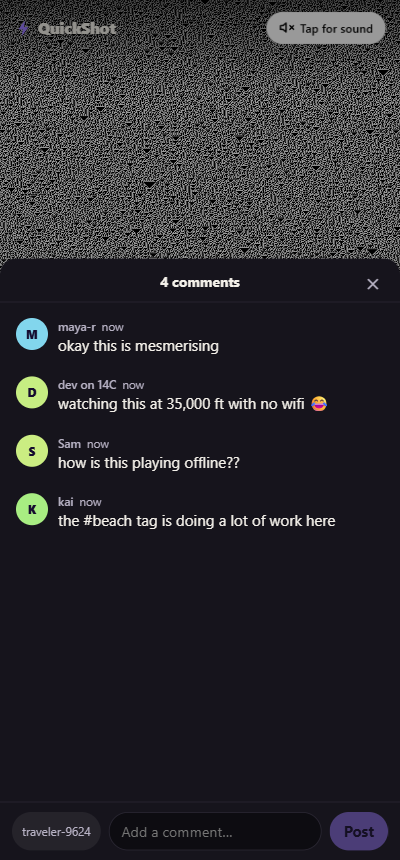 QuickShot
Tap for sound
4 comments
maya-r now
okay this is mesmerising
dev on 14C now
watching this at 35,000 ft with no wifi 😂
Sam now
how is this playing offline??
kai now
the #beach tag is doing a lot of work here
M
D
S
K
traveler-9624
Add a comment...
Post